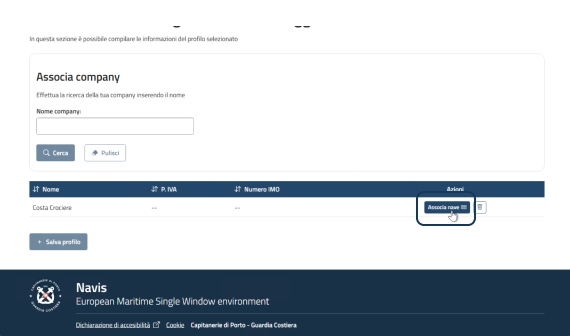 In questa sezione è possibile compilare le informazioni del profilo selezionato
Associa company
Effettua la ricerca della tua company inserendo il nome
Nome company:
Cerca
Pulisci
Nome P. IVA Numero IMO Azioni
Costa Crociere -- -- Associa nave
+ Salva profilo
Navis
European Maritime Single Window environment
Dichiarazione di accesibilità Cookie Capitanerie di Porto - Guardia Costiera